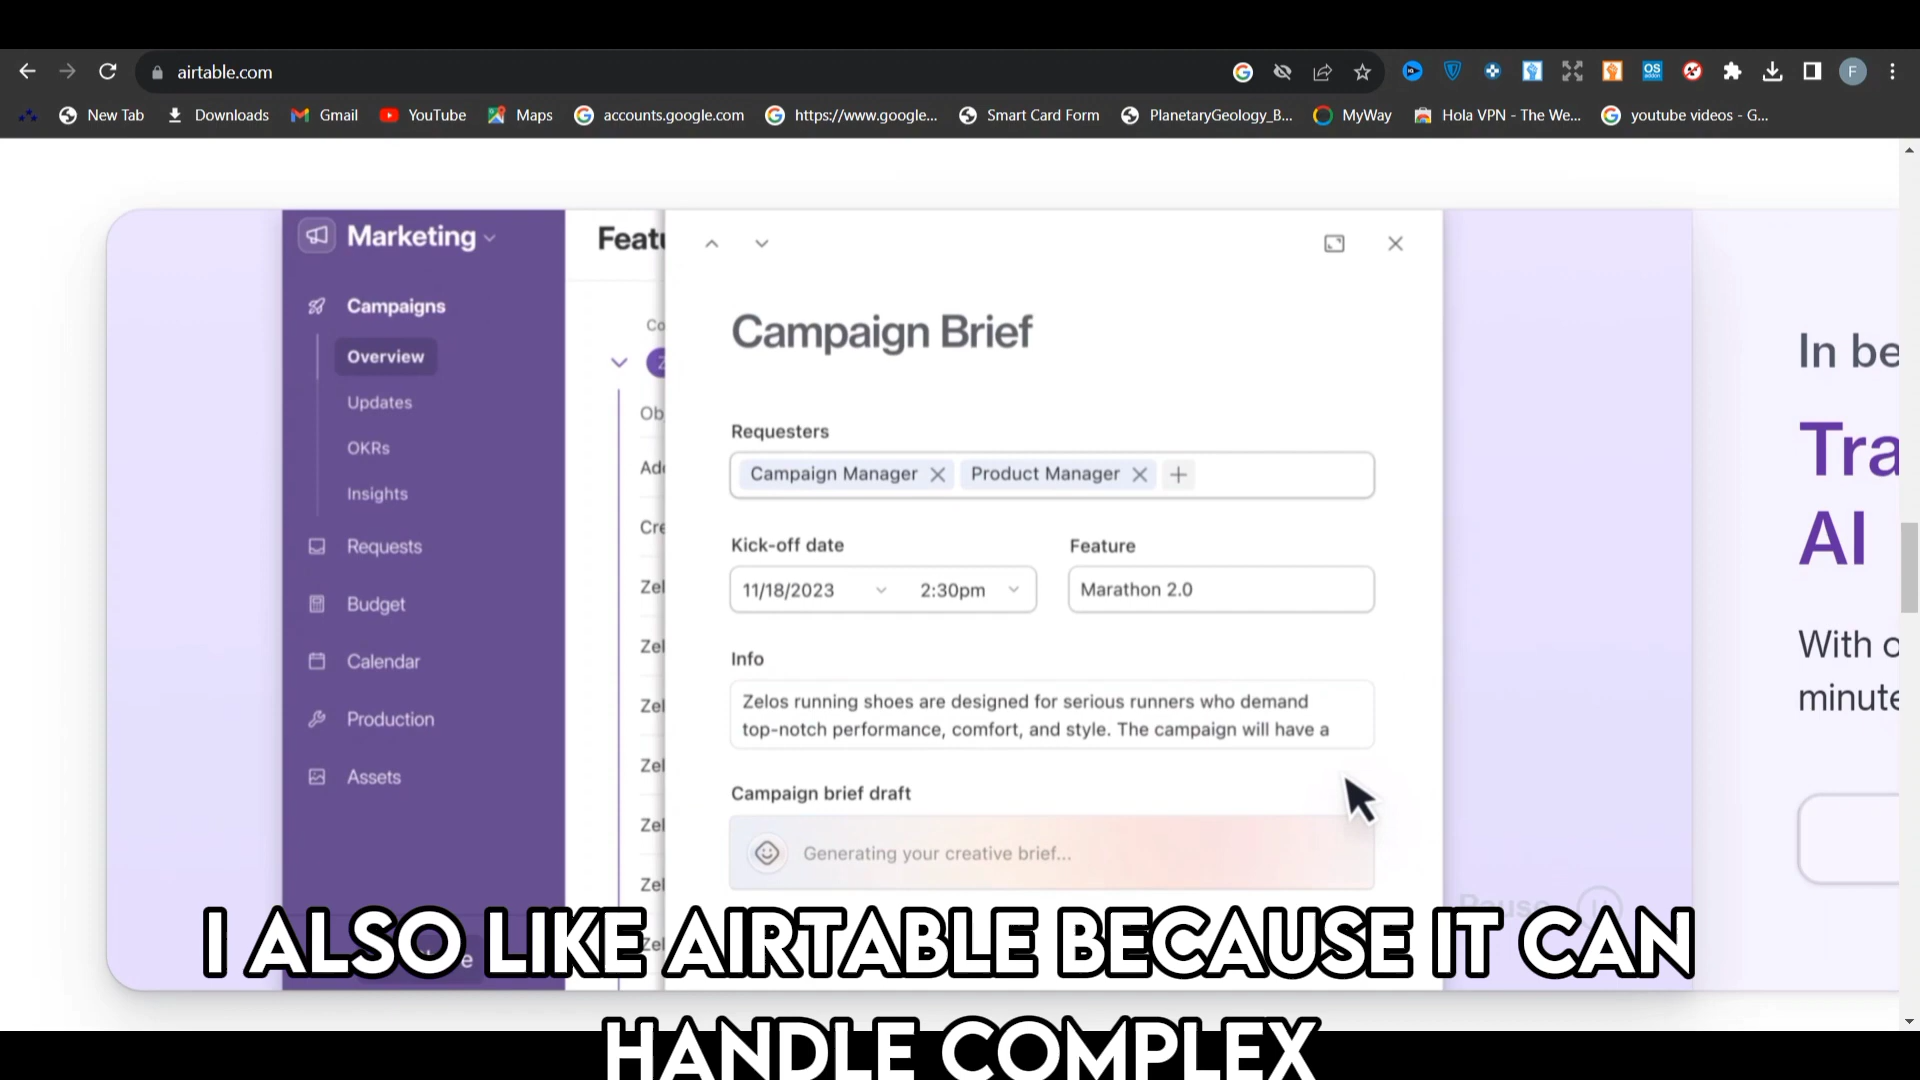 airtable.com
F
New Tab
Downloads
Gmail
YouTube
Maps
accounts.google.com
https://www.google...
Smart Card Form
PlanetaryGeology_B...
MyWay
Hola VPN - The We...
youtube videos - G...
Marketing
Campaigns
Overview
Updates
OKRs
Insights
Requests
Budget
Calendar
Production
Assets
Campaign Brief
Requesters
Campaign Manager
Product Manager
Kick-off date
Feature
11/18/2023
2:30pm
Marathon 2.0
Info
Zelos running shoes are designed for serious runners who demand
top-notch performance, comfort, and style. The campaign will have a
Campaign brief draft
Generating your creative brief...
In be
Tra
AI
With
minute
Pause
I ALSO LIKE AIRTABLE BECAUSE IT CAN
HANDLE COMPLEX